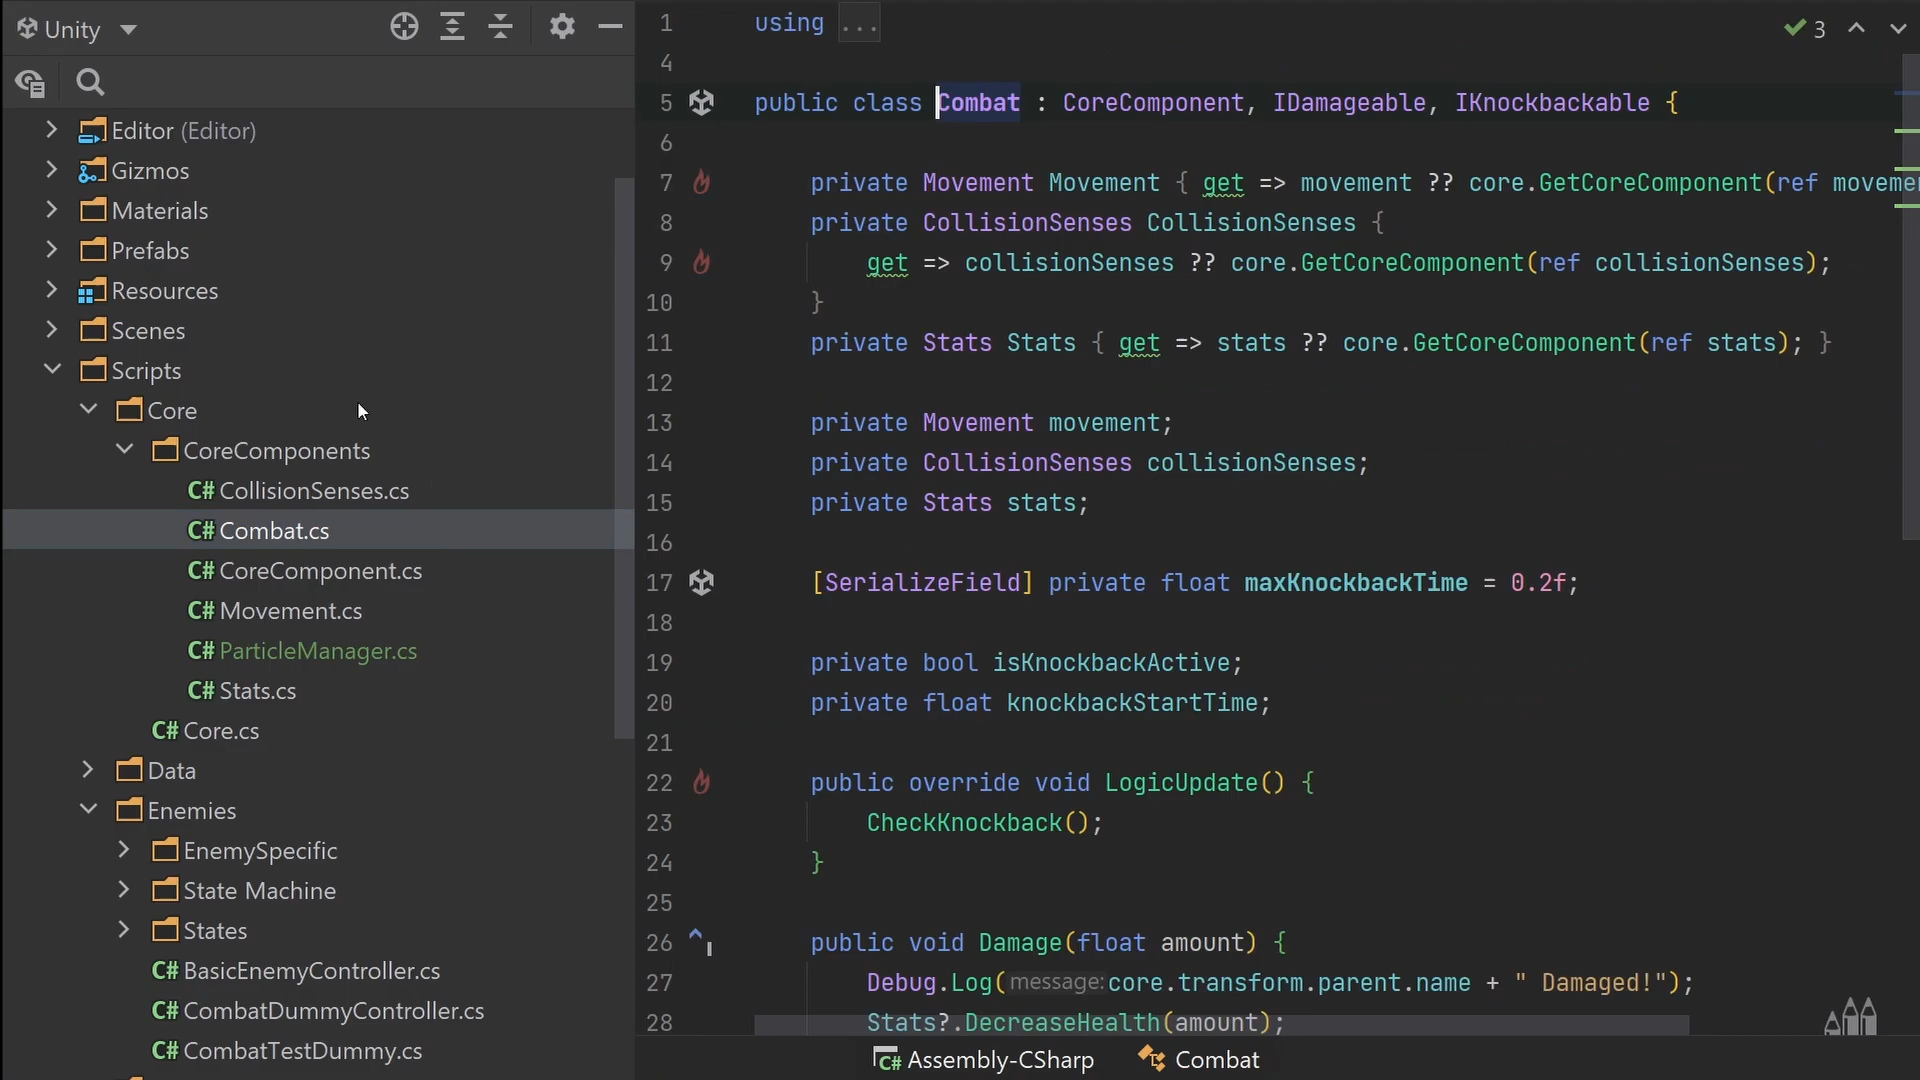 Unity
Editor (Editor)
Gizmos
Materials
Prefabs
Resources
Scenes
Scripts
Core
CoreComponents
C# CollisionSenses.cs
C# Combat.cs
C# CoreComponent.cs
C# Movement.cs
C# ParticleManager.cs
C# Stats.cs
C# Core.cs
Data
Enemies
EnemySpecific
State Machine
States
C# BasicEnemyController.cs
C# CombatDummyController.cs
C# CombatTestDummy.cs
3
1 using ...
4
5 public class Combat : CoreComponent, IDamageable, IKnockbackable {
6
7 private Movement Movement { get => movement ?? core.GetCoreComponent(ref moveme
8 private CollisionSenses CollisionSenses {
9 get => collisionSenses ?? core.GetCoreComponent(ref collisionSenses);
10 }
11 private Stats Stats { get => stats ?? core.GetCoreComponent(ref stats); }
12
13 private Movement movement;
14 private CollisionSenses collisionSenses;
15 private Stats stats;
16
17 [SerializeField] private float maxKnockbackTime = 0.2f;
18
19 private bool isKnockbackActive;
20 private float knockbackStartTime;
21
22 public override void LogicUpdate() {
23 CheckKnockback();
24 }
25
26 public void Damage(float amount) {
27 Debug.Log(message:core.transform.parent.name + " Damaged!");
28 Stats?.DecreaseHealth(amount);
C# Assembly-CSharp
Combat